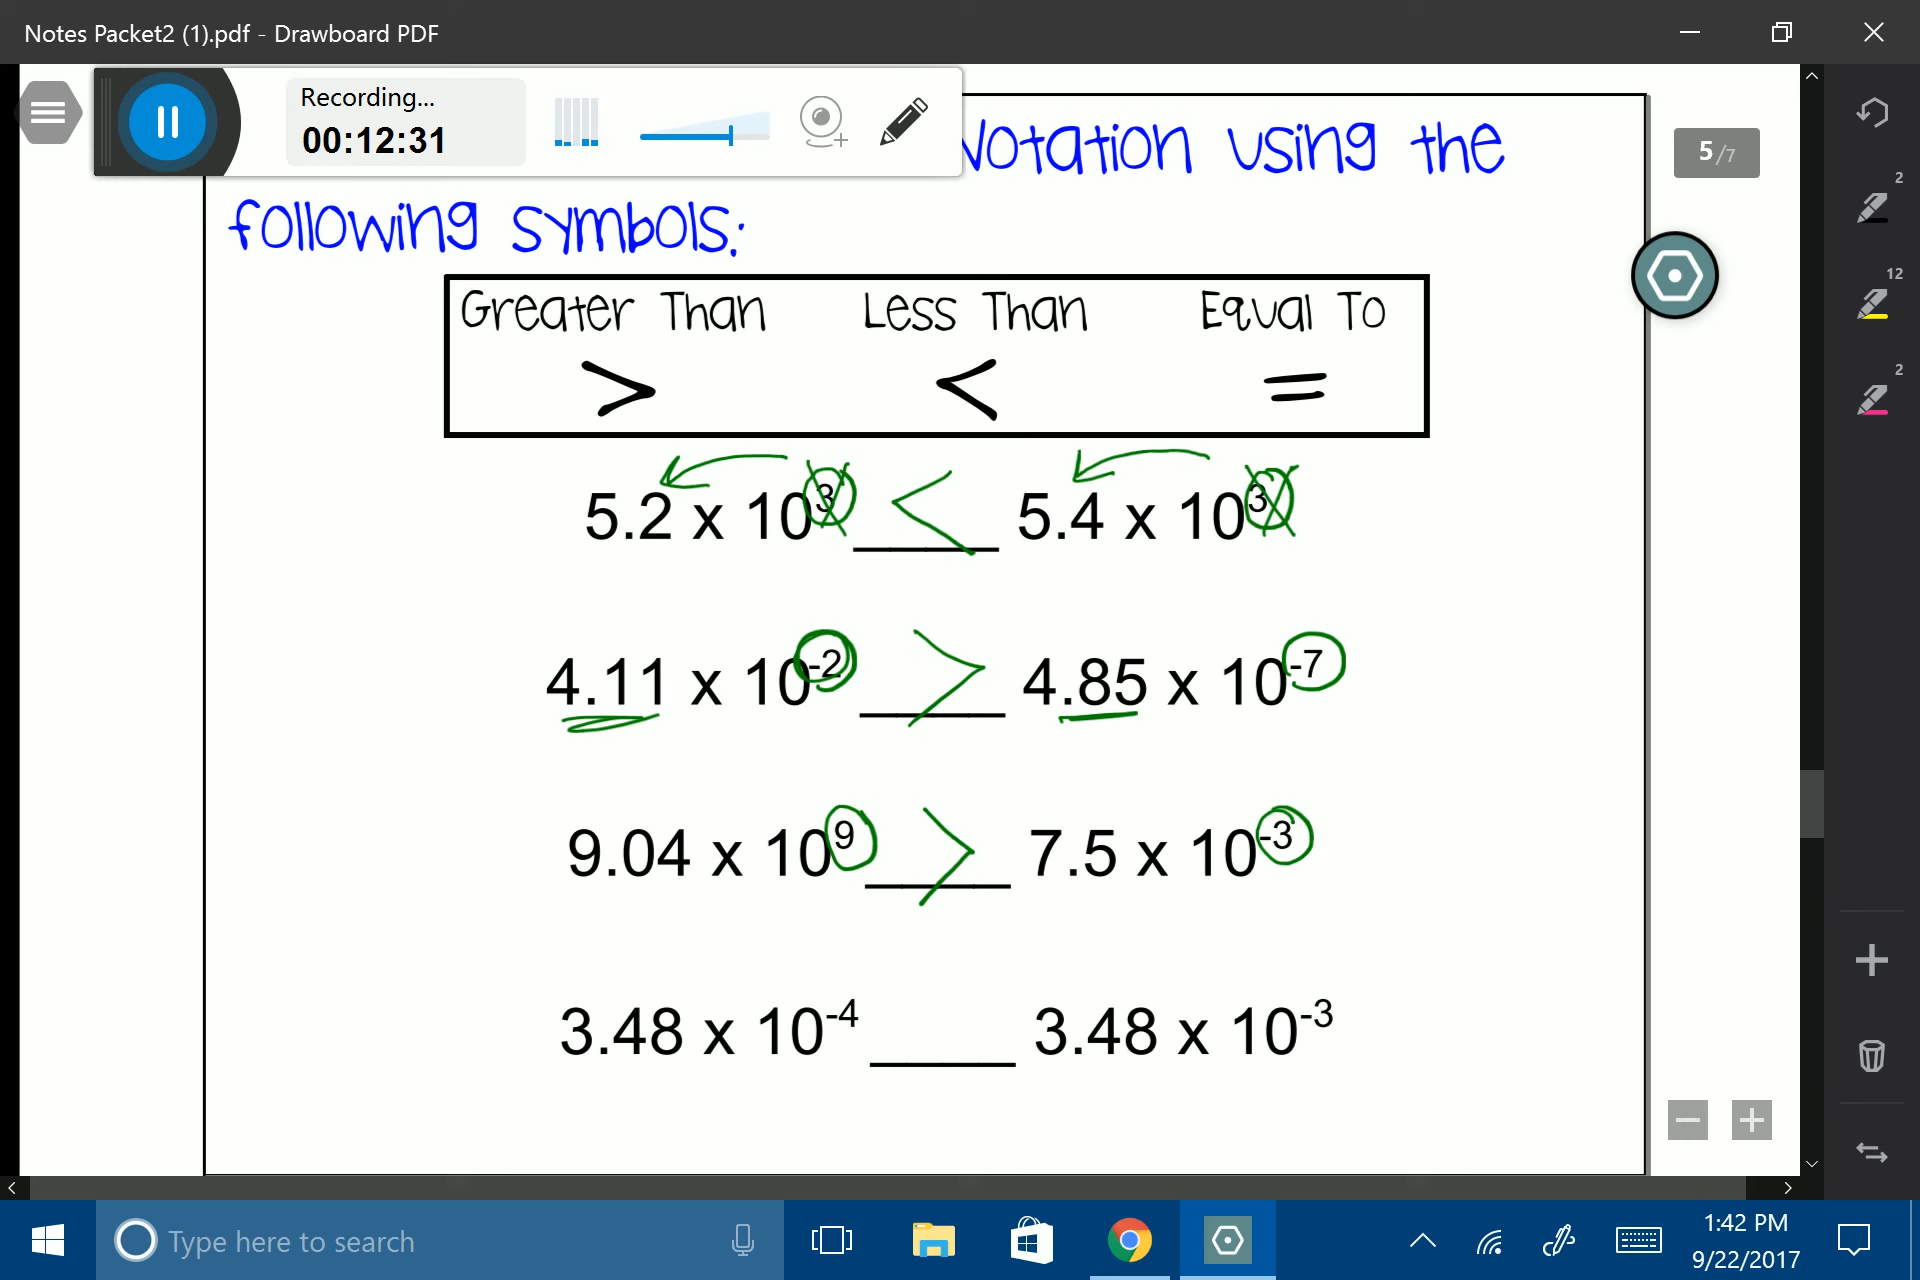 Notes Packet2 (1).pdf - Drawboard PDF
Recording...
00:12:31
Notation using the
5/7
following symbols:
2
12
2
Greater Than Less Than Equal To
> < =
5.2 x 10³ < 5.4 x 10³
4.11 x 10⁻² > 4.85 x 10⁻⁷
9.04 x 10⁹ > 7.5 x 10⁻³
3.48 x 10⁻⁴ ____ 3.48 x 10⁻³
Type here to search
1:42 PM
9/22/2017